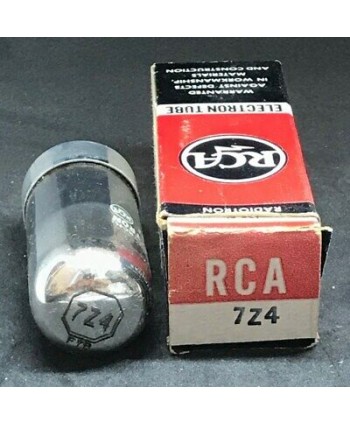 WARRANTED
AGAINST DEFECTS
IN WORKMANSHIP,
MATERIALS
AND CONSTRUCTION
ELECTRON TUBE
RCA
RADIOTRON
RCA
7Z4
7Z4